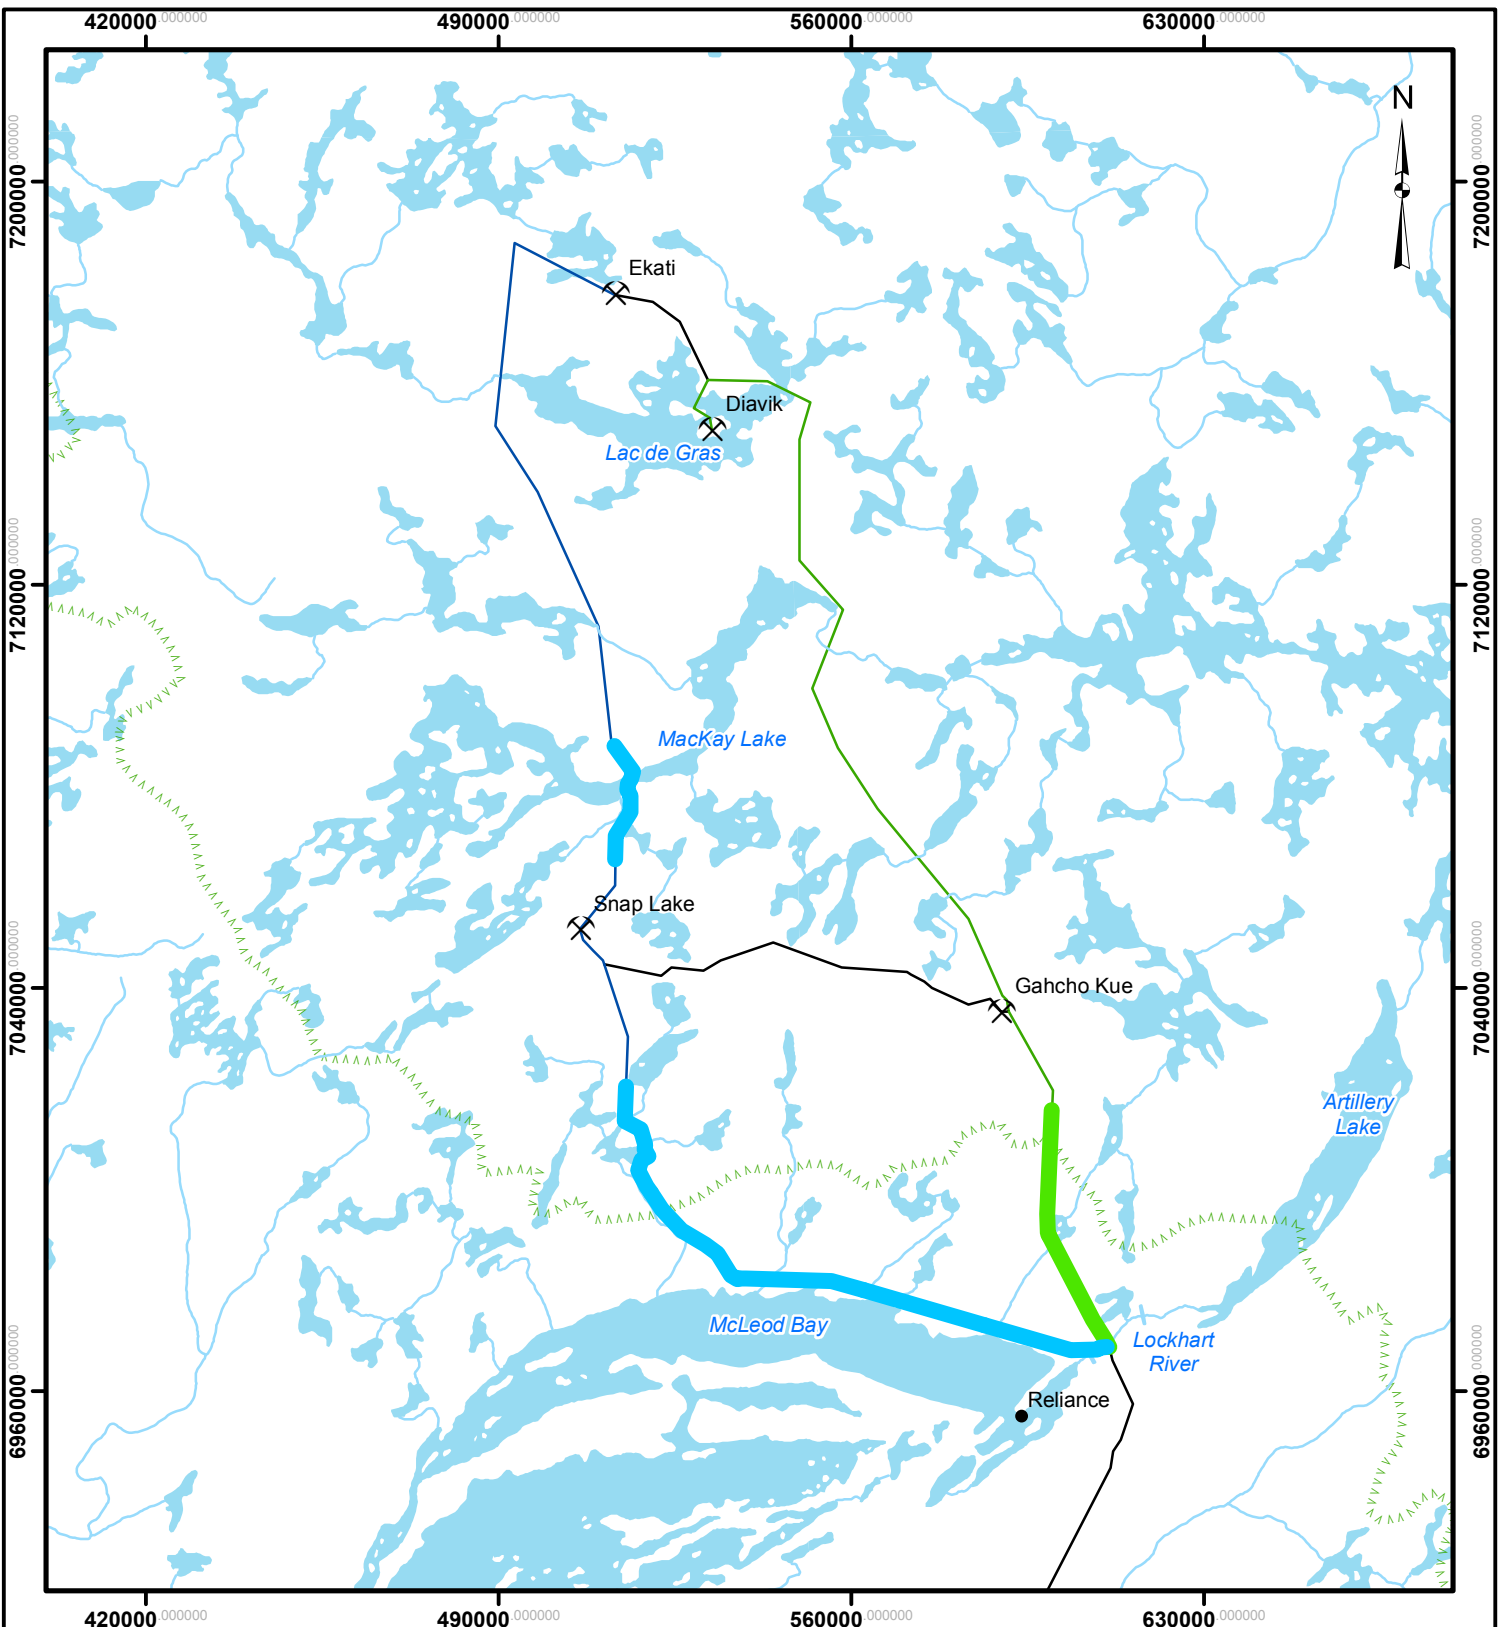 420000.000000 490000.000000 560000.000000 630000.000000
N
7200000.000000
7200000.000000
Ekati
Diavik
Lac de Gras
7120000.000000
7120000.000000
MacKay Lake
Snap Lake
7040000.000000
7040000.000000
Gahcho Kue
Artillery
Lake
McLeod Bay
Lockhart
River
6960000.000000
6960000.000000
Reliance
420000.000000 490000.000000 560000.000000 630000.000000